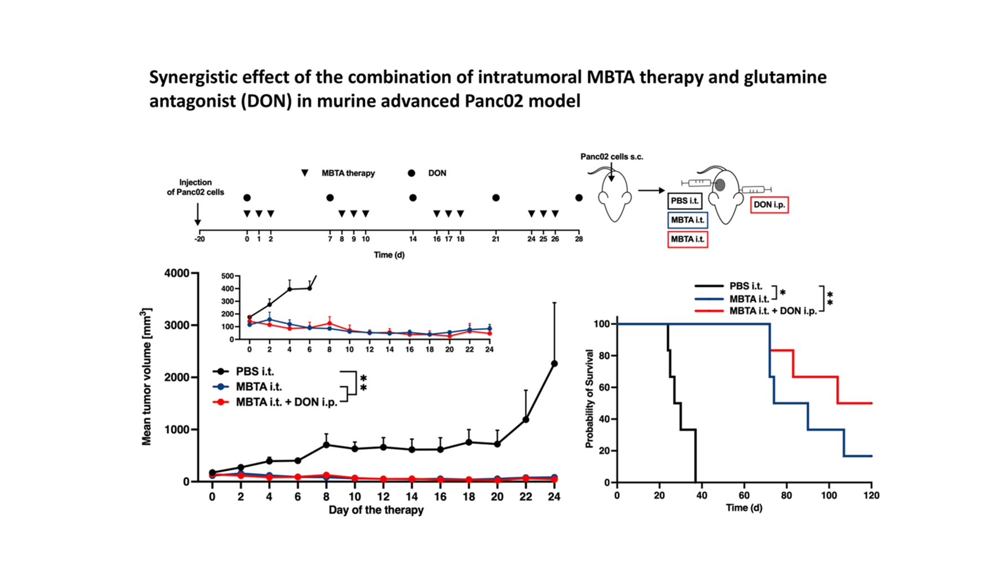 Synergistic effect of the combination of intratumoral MBTA therapy and glutamine
antagonist (DON) in murine advanced Panc02 model
Panc02 cells s.c.
MBTA therapy
DON
Injection
of Panc02 cells
PBS i.t.
DON i.p.
MBTA i.t.
MBTA i.t.
-20 0 1 2 7 8 9 10 14 16 17 18 21 24 25 26 28
Time (d)
Mean tumor volume [mm³]
4000
3000
2000
1000
0
500
400
300
200
100
0
0 2 4 6 8 10 12 14 16 18 20 22 24
PBS i.t.
MBTA i.t.
MBTA i.t. + DON i.p.
**
0 2 4 6 8 10 12 14 16 18 20 22 24
Day of the therapy
PBS i.t.
MBTA i.t.
MBTA i.t. + DON i.p.
*
**
Probability of Survival
100
80
60
40
20
0
0 20 40 60 80 100 120
Time (d)